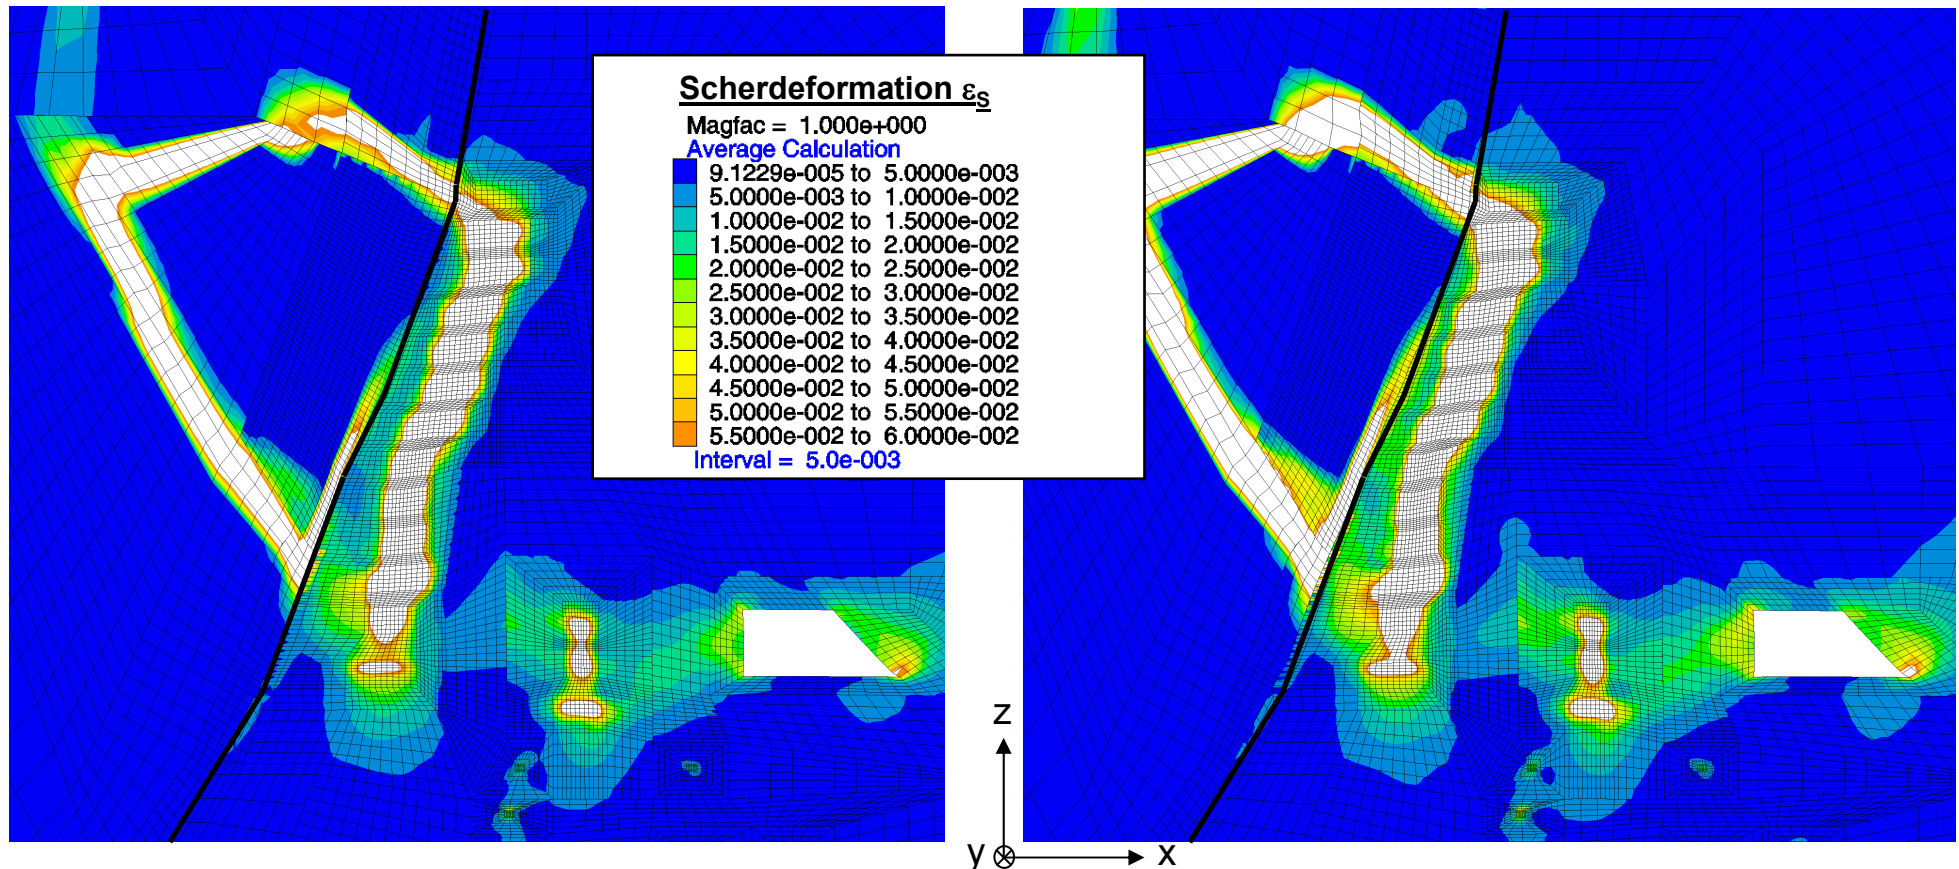 Scherdeformation εs
Magfac = 1.000e+000
Average Calculation
9.1229e-005 to 5.0000e-003
5.0000e-003 to 1.0000e-002
1.0000e-002 to 1.5000e-002
1.5000e-002 to 2.0000e-002
2.0000e-002 to 2.5000e-002
2.5000e-002 to 3.0000e-002
3.0000e-002 to 3.5000e-002
3.5000e-002 to 4.0000e-002
4.0000e-002 to 4.5000e-002
4.5000e-002 to 5.0000e-002
5.0000e-002 to 5.5000e-002
5.5000e-002 to 6.0000e-002
Interval = 5.0e-003
z
y
x